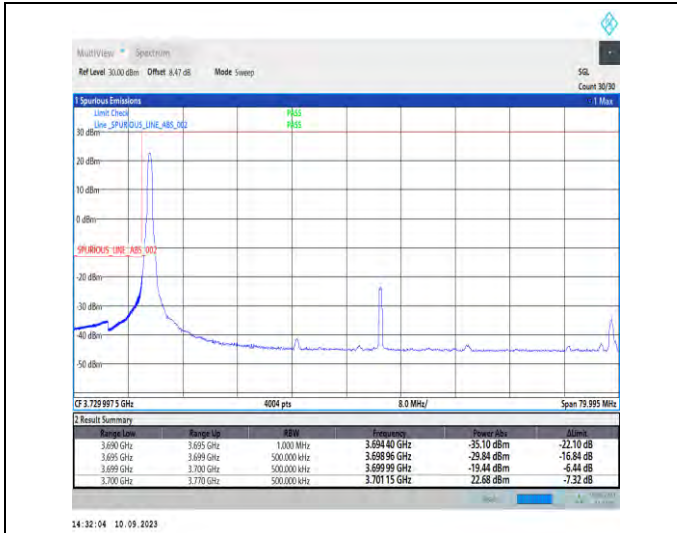 MultiView Spectrum
Ref Level 30.00 dBm Offset 8.47 dB Mode Sweep SGL
Count 30/30
1 Spurious Emissions 1 Max
Limit Check PASS
Line _SPURIOUS_LINE_ABS_002 PASS
30 dBm
20 dBm
10 dBm
0 dBm
SPURIOUS_LINE_ABS_002
-20 dBm
-30 dBm
-40 dBm
-50 dBm
CF 3.729 997 5 GHz 4004 pts 8.0 MHz/ Span 79.995 MHz
2 Result Summary
Range Low Range Up RBW Frequency Power Abs ΔLimit
3.690 GHz 3.695 GHz 1.000 MHz 3.694 40 GHz -35.10 dBm -22.10 dB
3.695 GHz 3.699 GHz 500.000 kHz 3.698 96 GHz -29.84 dBm -16.84 dB
3.699 GHz 3.700 GHz 500.000 kHz 3.699 99 GHz -19.44 dBm -6.44 dB
3.700 GHz 3.770 GHz 500.000 kHz 3.701 15 GHz 22.68 dBm -7.32 dB
14:32:04 10.09.2023